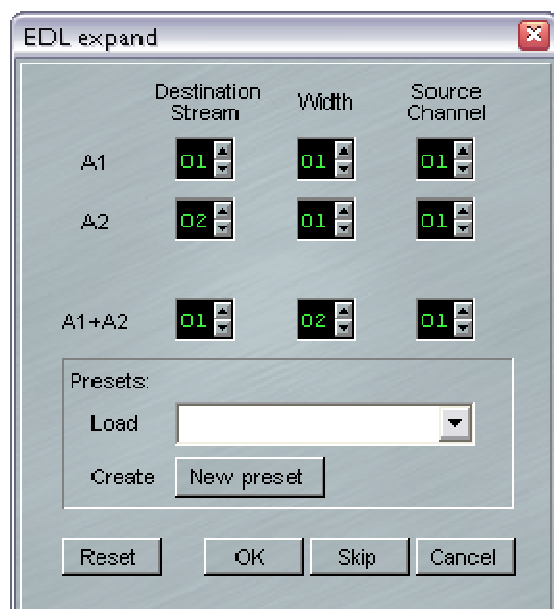 EDL expand
Destination Stream Width Source Channel
A1 01 01 01
A2 02 01 01
A1+A2 01 02 01
Presets:
Load
Create New preset
Reset OK Skip Cancel